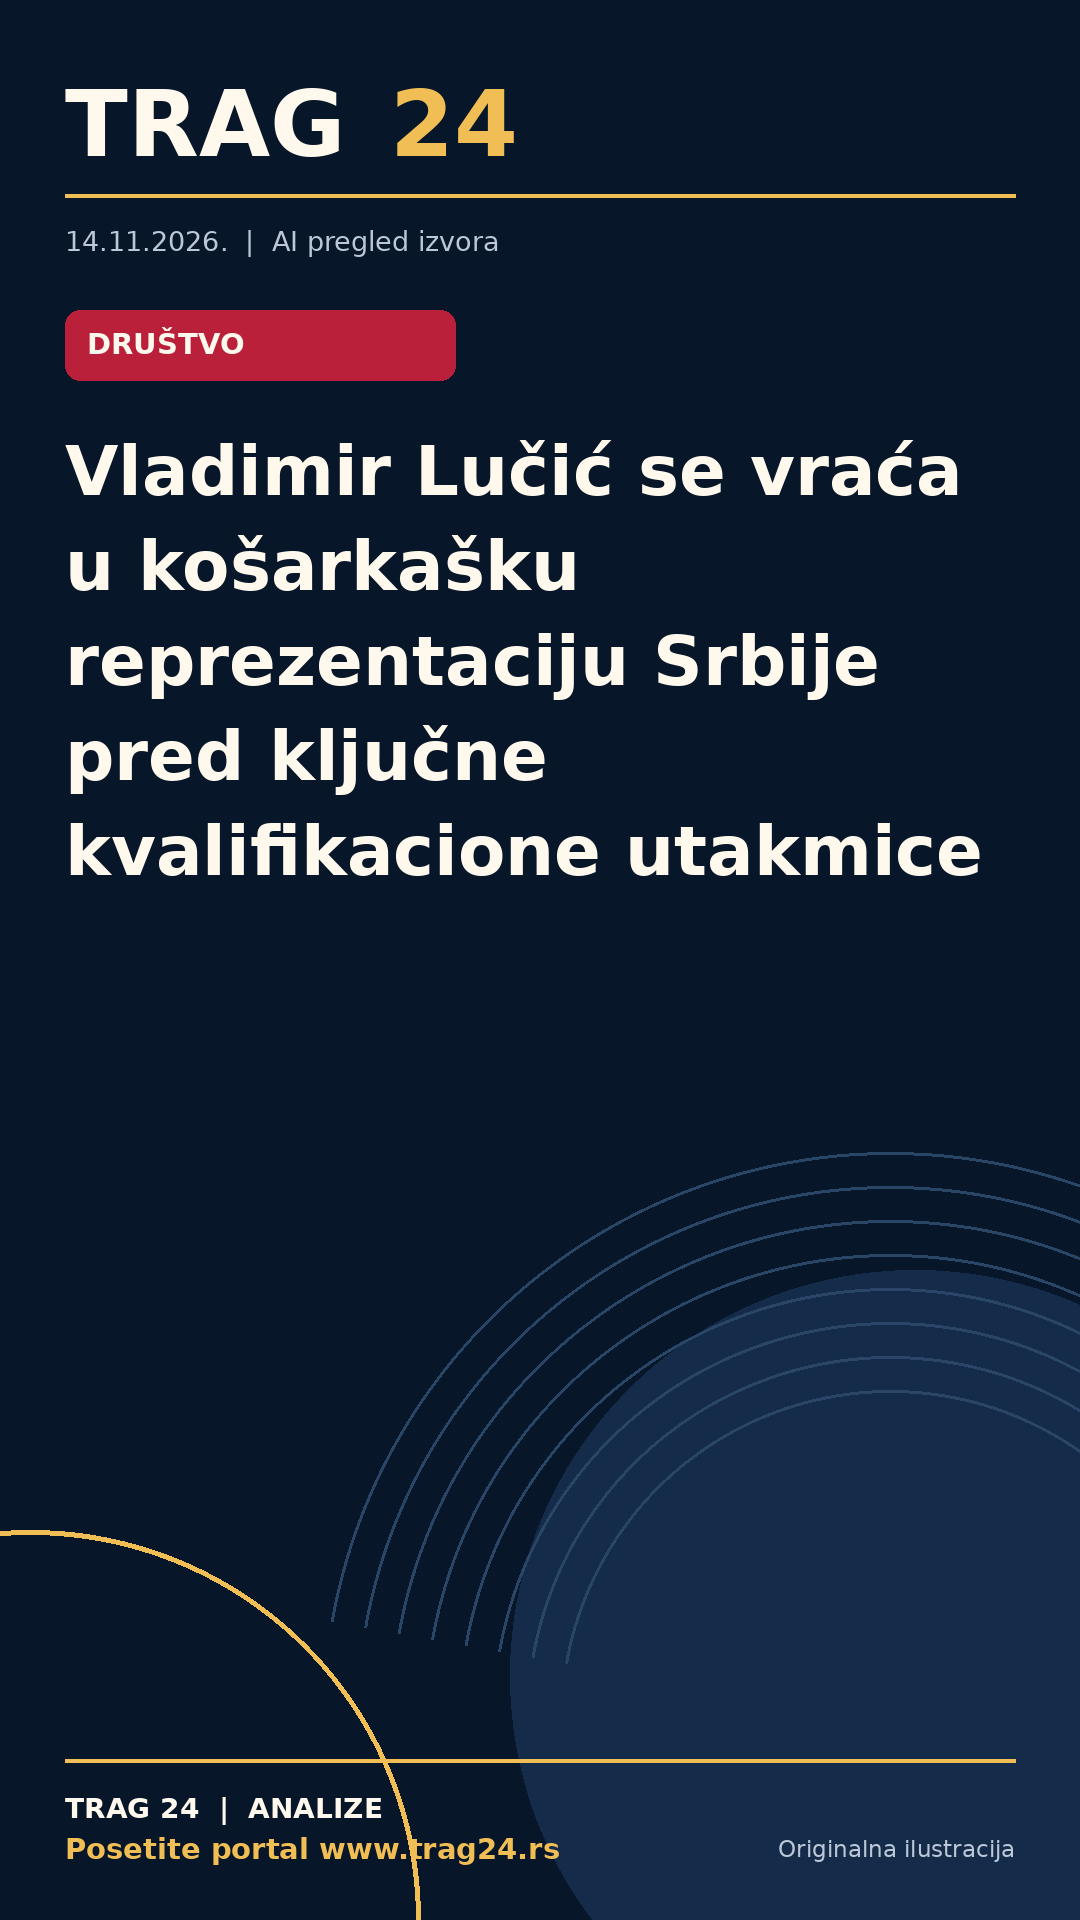 TRAG 24
14.11.2026. | AI pregled izvora
DRUŠTVO
Vladimir Lučić se vraća
u košarkašku
reprezentaciju Srbije
pred ključne
kvalifikacione utakmice
TRAG 24 | ANALIZE
Posetite portal www.trag24.rs
Originalna ilustracija